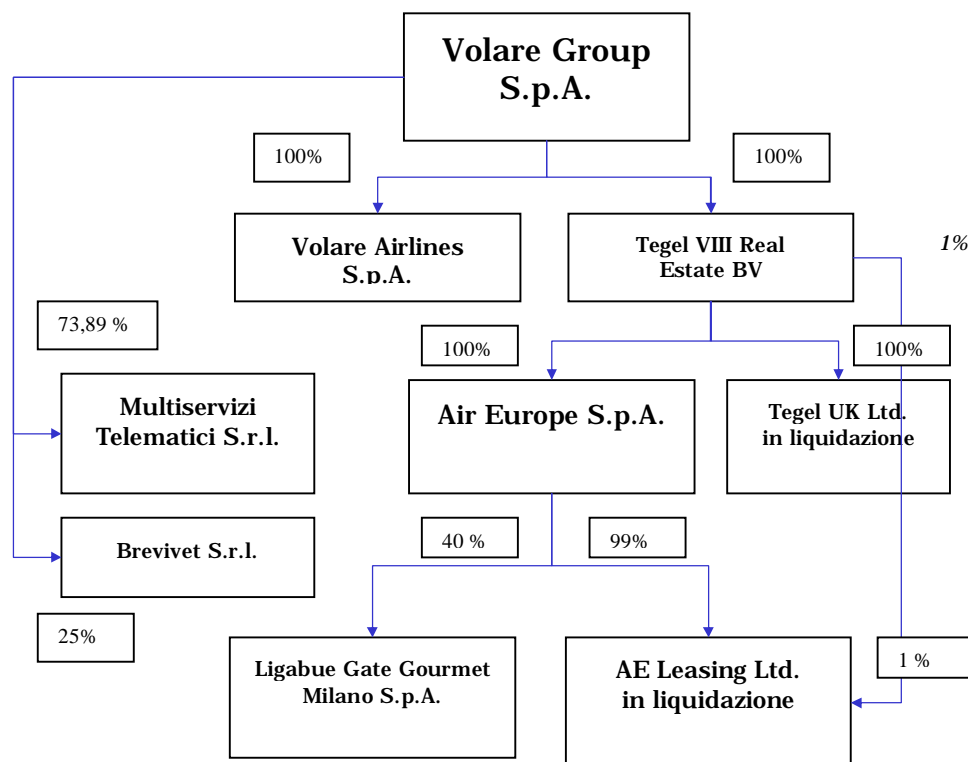 Volare Group
S.p.A.
100%
100%
Volare Airlines
S.p.A.
Tegel VIII Real
Estate BV
1%
73,89 %
100%
100%
Multiservizi
Telematici S.r.l.
Air Europe S.p.A.
Tegel UK Ltd.
in liquidazione
Brevivet S.r.l.
40 %
99%
25%
Ligabue Gate Gourmet
Milano S.p.A.
AE Leasing Ltd.
in liquidazione
1 %